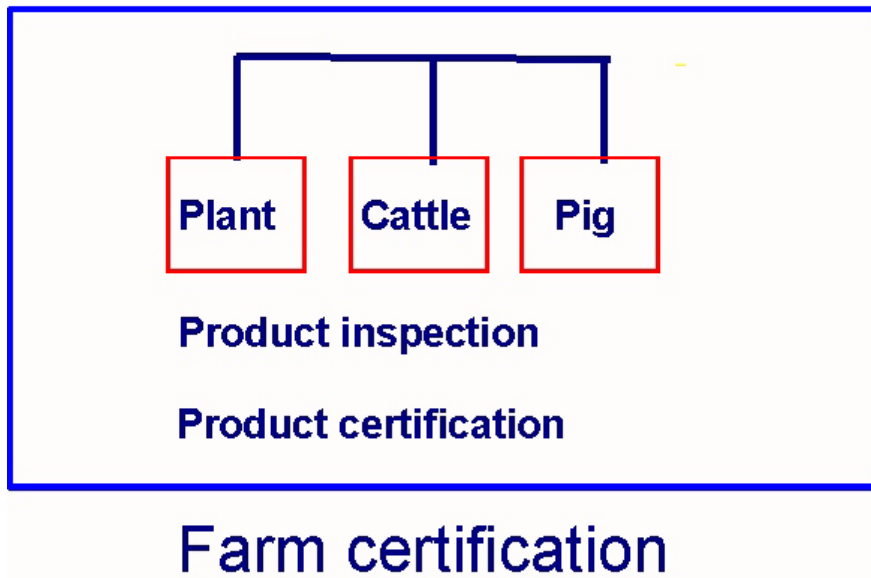 Plant Cattle Pig
Product inspection
Product certification
Farm certification